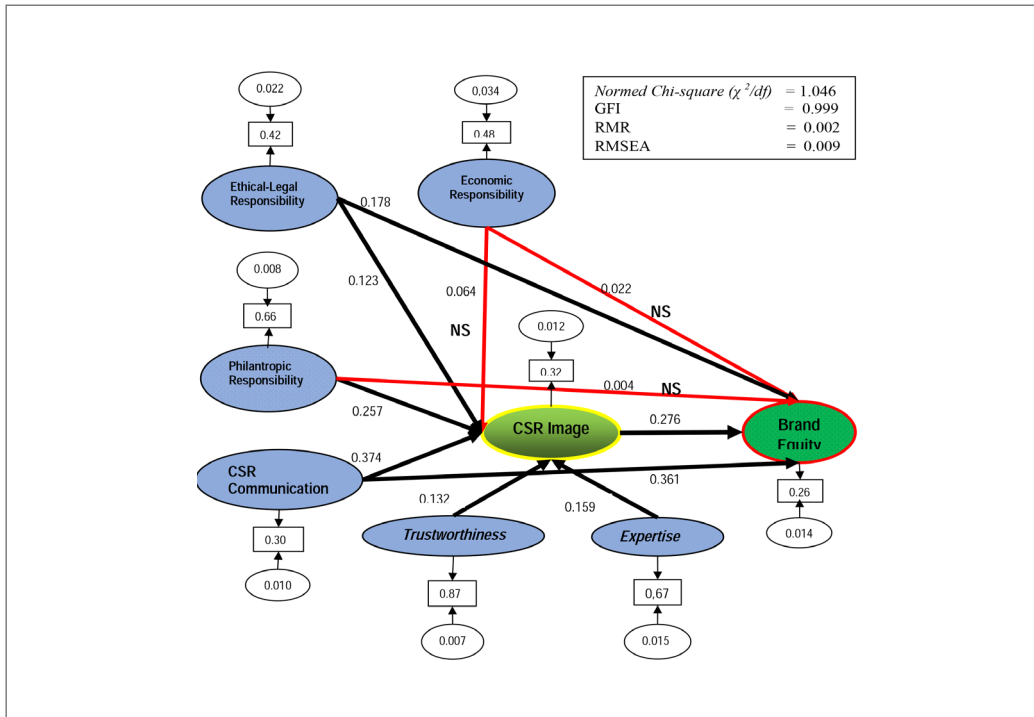 0.022
0,034
Normed Chi-square (χ ²/df) = 1.046
GFI = 0.999
RMR = 0.002
RMSEA = 0.009
0.42
0.48
Ethical-Legal
Responsibility
Economic
Responsibility
0.178
0.008
0.123
0.064
0,022
NS
NS
0.66
0.012
0.32
Philantropic
Responsibility
0.004
NS
0.257
CSR Image
0.276
Brand
Equity
0.374
CSR
Communication
0.361
0.132
0.159
0.26
0.30
Trustworthiness
Expertise
0.014
0.010
0.87
0,67
0.007
0.015